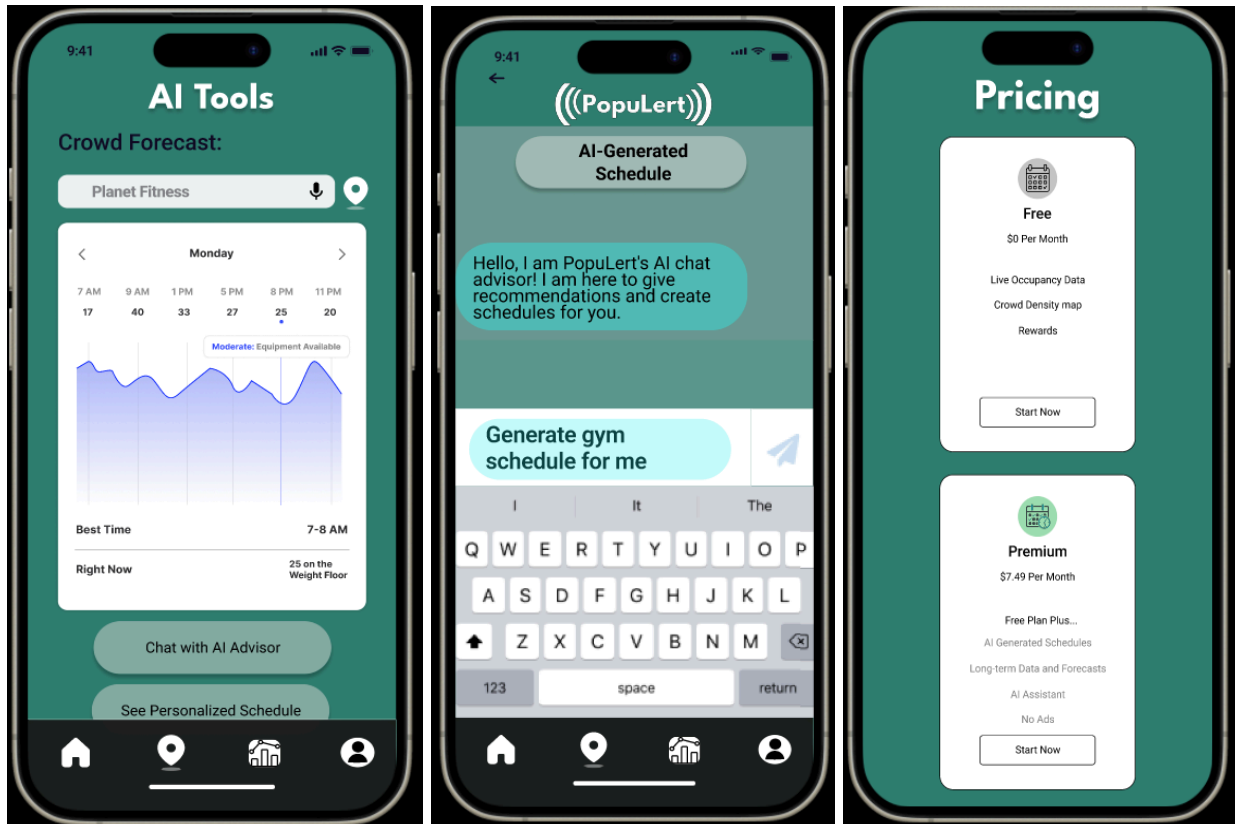 9:41
AI Tools
Crowd Forecast:
Planet Fitness
Monday
7 AM 9 AM 1 PM 5 PM 8 PM 11 PM
17 40 33 27 25 20
Moderate: Equipment Available
Best Time 7-8 AM
Right Now 25 on the
Weight Floor
Chat with AI Advisor
See Personalized Schedule
9:41
(((PopuLert)))
AI-Generated
Schedule
Hello, I am PopuLert's AI chat
advisor! I am here to give
recommendations and create
schedules for you.
Generate gym
schedule for me
I It The
Q W E R T Y U I O P
A S D F G H J K L
Z X C V B N M
123 space return
Pricing
Free
$0 Per Month
Live Occupancy Data
Crowd Density map
Rewards
Start Now
Premium
$7.49 Per Month
Free Plan Plus...
AI Generated Schedules
Long-term Data and Forecasts
AI Assistant
No Ads
Start Now